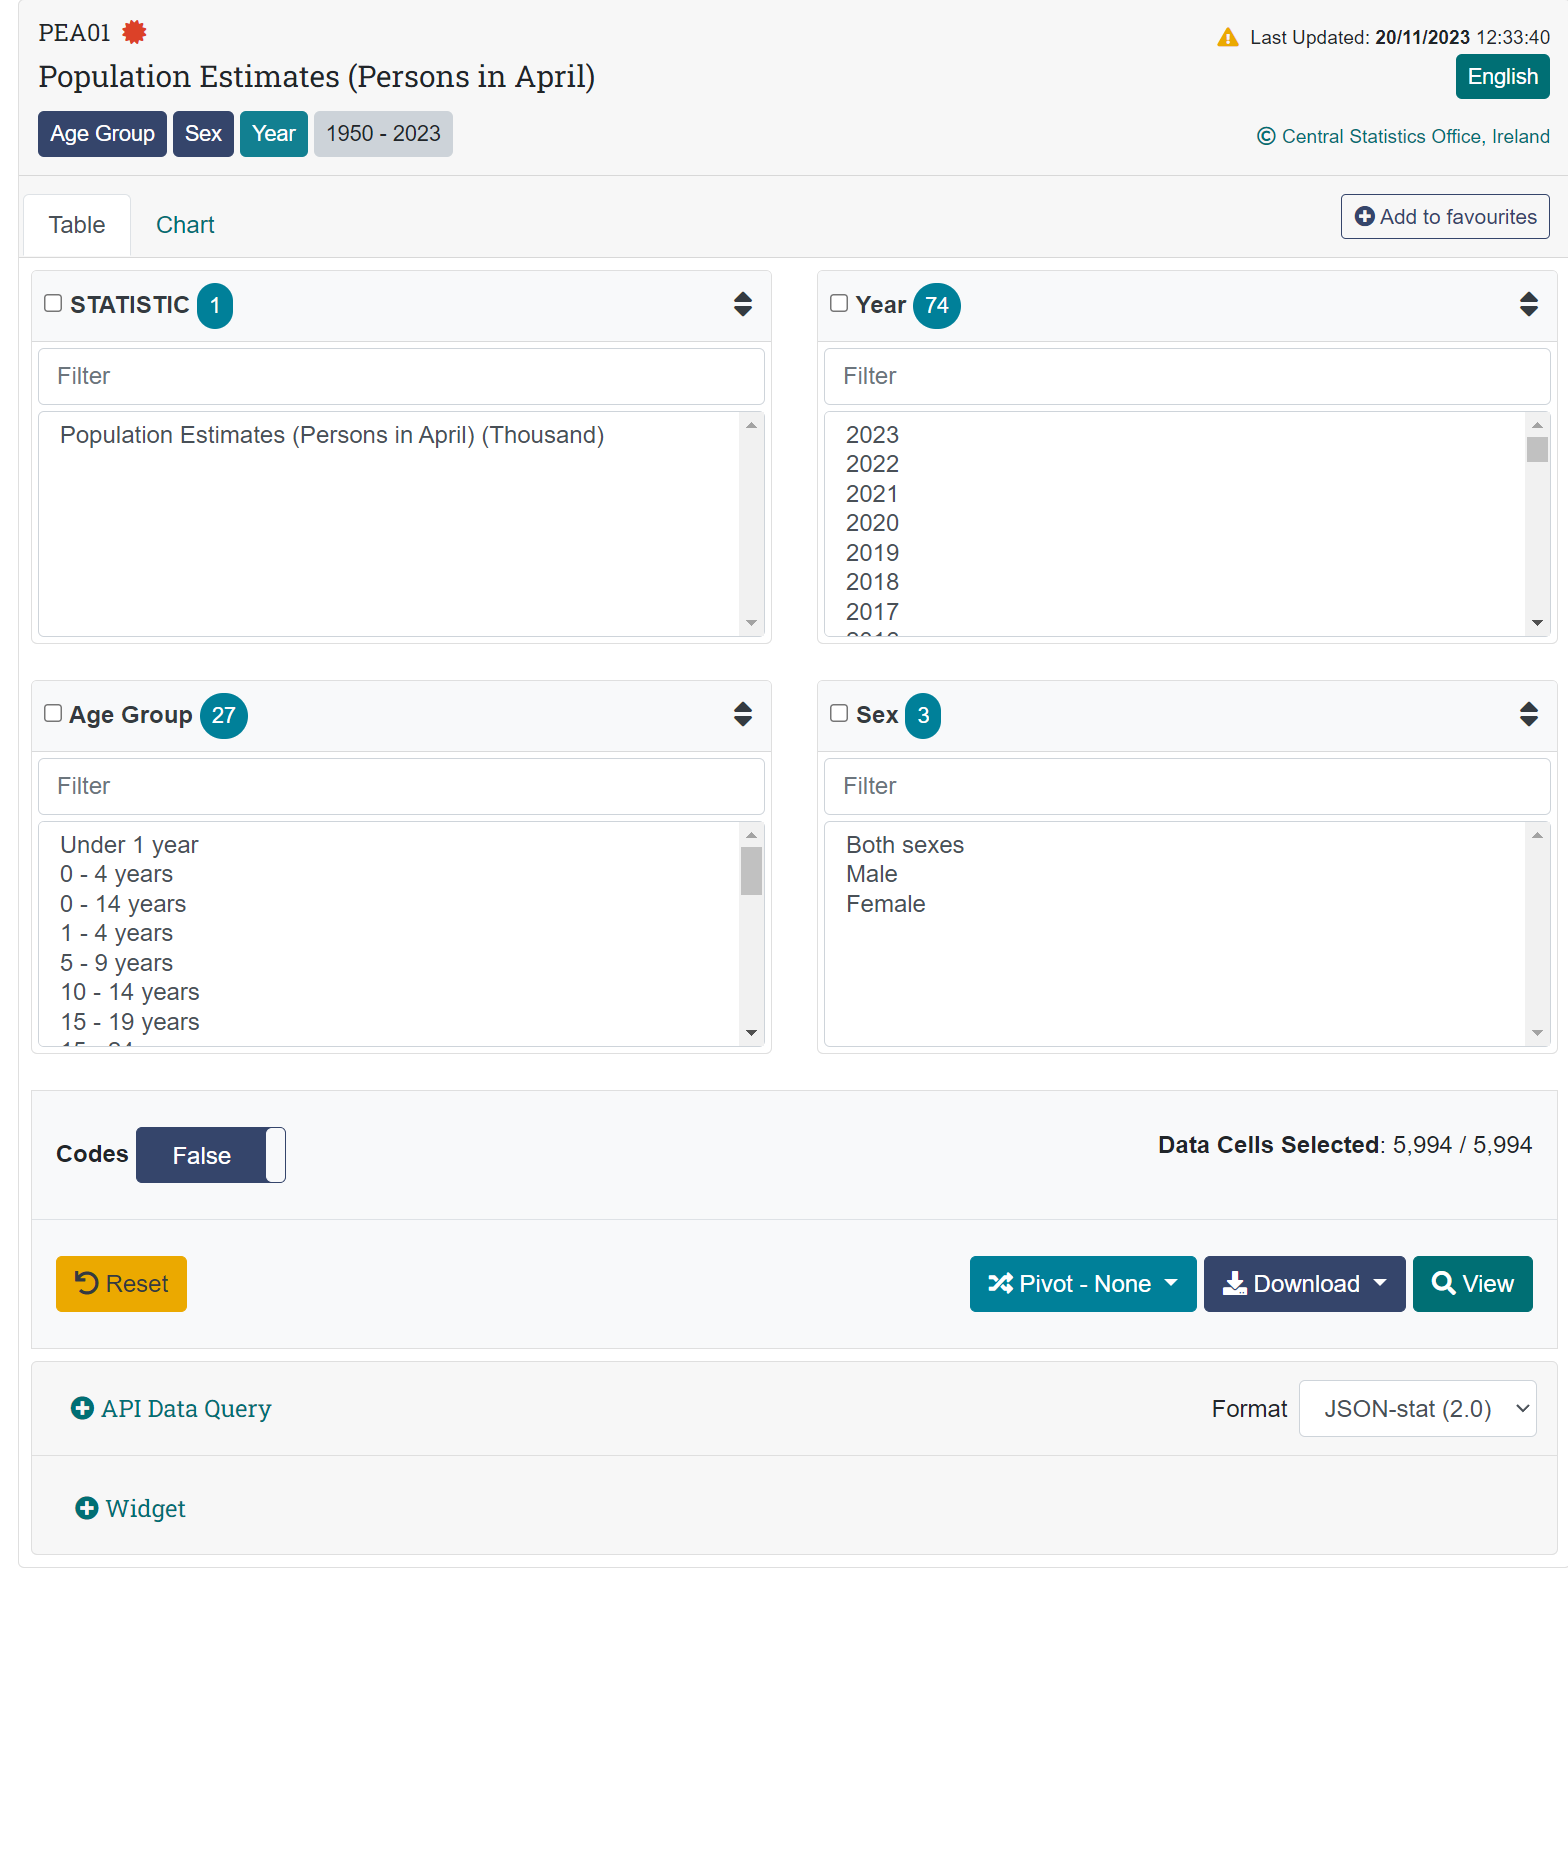 PEA01
Last Updated: 20/11/2023 12:33:40
Population Estimates (Persons in April)
English
Age Group Sex Year 1950 - 2023
© Central Statistics Office, Ireland
Table Chart
Add to favourites
STATISTIC 1
Filter
Population Estimates (Persons in April) (Thousand)
Year 74
Filter
2023
2022
2021
2020
2019
2018
2017
Age Group 27
Filter
Under 1 year
0 - 4 years
0 - 14 years
1 - 4 years
5 - 9 years
10 - 14 years
15 - 19 years
Sex 3
Filter
Both sexes
Male
Female
Codes False
Data Cells Selected: 5,994 / 5,994
Reset
Pivot - None
Download
View
API Data Query
Format JSON-stat (2.0)
Widget